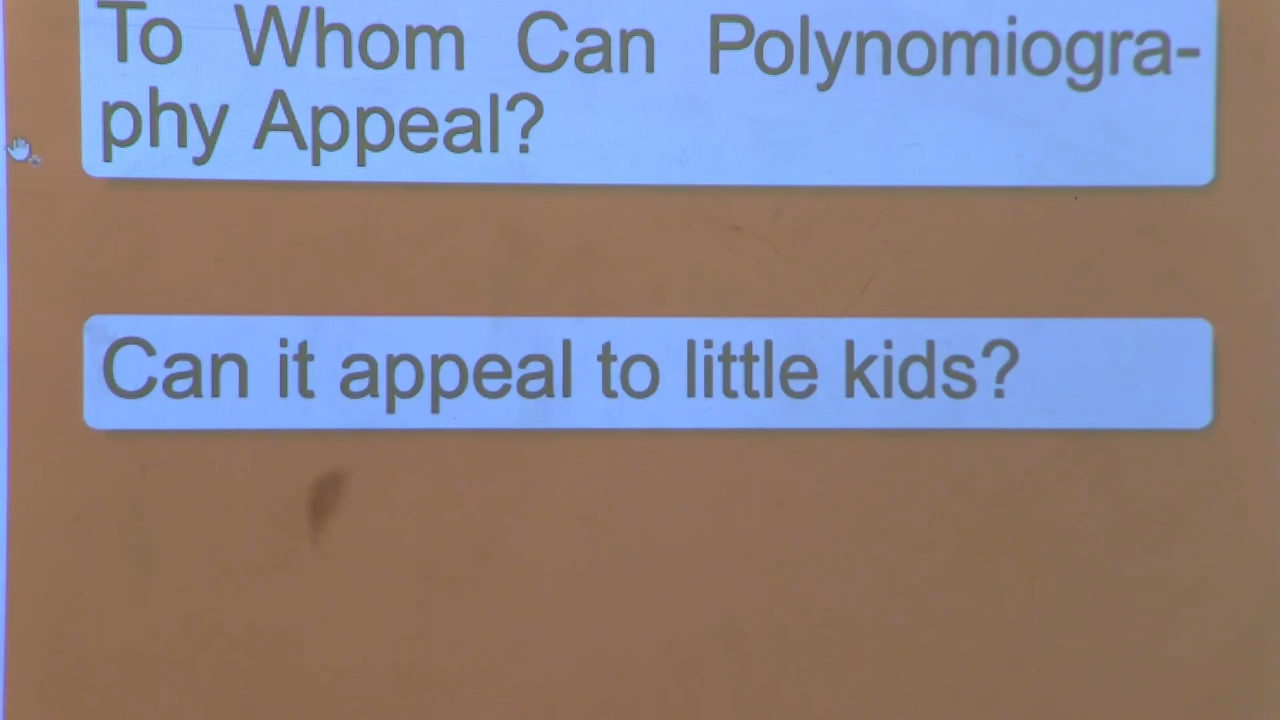 To Whom Can Polynomiogra-
phy Appeal?
Can it appeal to little kids?